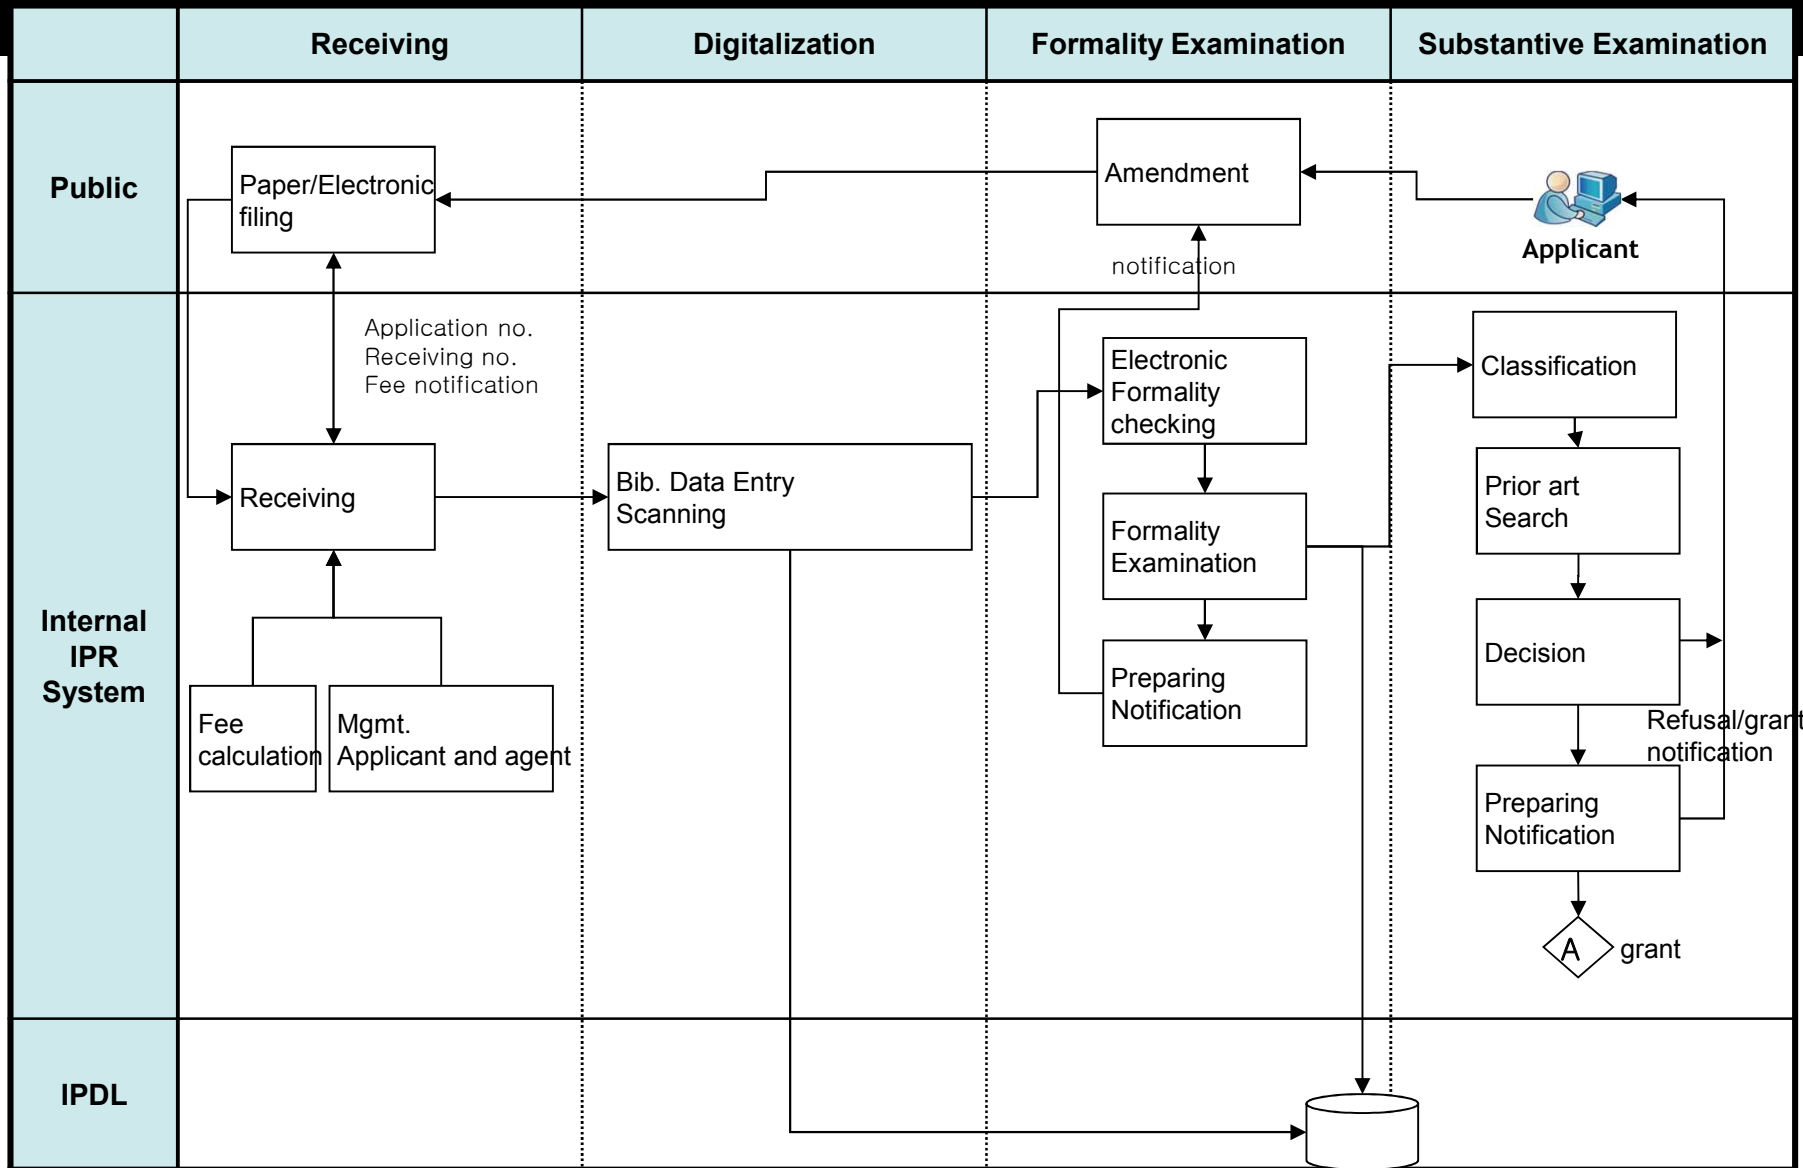 Receiving
Digitalization
Formality Examination
Substantive Examination
Public
Paper/Electronic
filing
Amendment
Applicant
notification
Internal
IPR
System
Application no.
Receiving no.
Fee notification
Receiving
Fee
calculation
Mgmt.
Applicant and agent
Bib. Data Entry
Scanning
Electronic
Formality
checking
Formality
Examination
Preparing
Notification
Classification
Prior art
Search
Decision
Refusal/grant
notification
Preparing
Notification
A
grant
IPDL